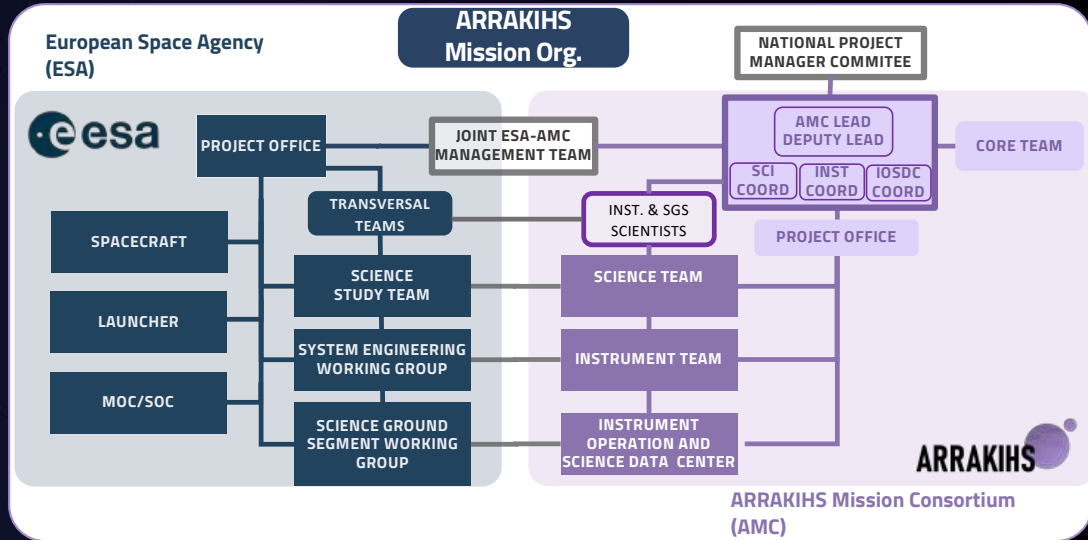 ARRAKIHS
Mission Org.
European Space Agency
(ESA)
esa
NATIONAL PROJECT
MANAGER COMMITEE
PROJECT OFFICE
JOINT ESA-AMC
MANAGEMENT TEAM
AMC LEAD
DEPUTY LEAD
SCI
COORD
INST
COORD
IOSDC
COORD
CORE TEAM
TRANSVERSAL
TEAMS
INST. & SGS
SCIENTISTS
PROJECT OFFICE
SPACECRAFT
SCIENCE
STUDY TEAM
SCIENCE TEAM
LAUNCHER
SYSTEM ENGINEERING
WORKING GROUP
INSTRUMENT TEAM
MOC/SOC
SCIENCE GROUND
SEGMENT WORKING
GROUP
INSTRUMENT
OPERATION AND
SCIENCE DATA CENTER
ARRAKIHS
ARRAKIHS Mission Consortium
(AMC)